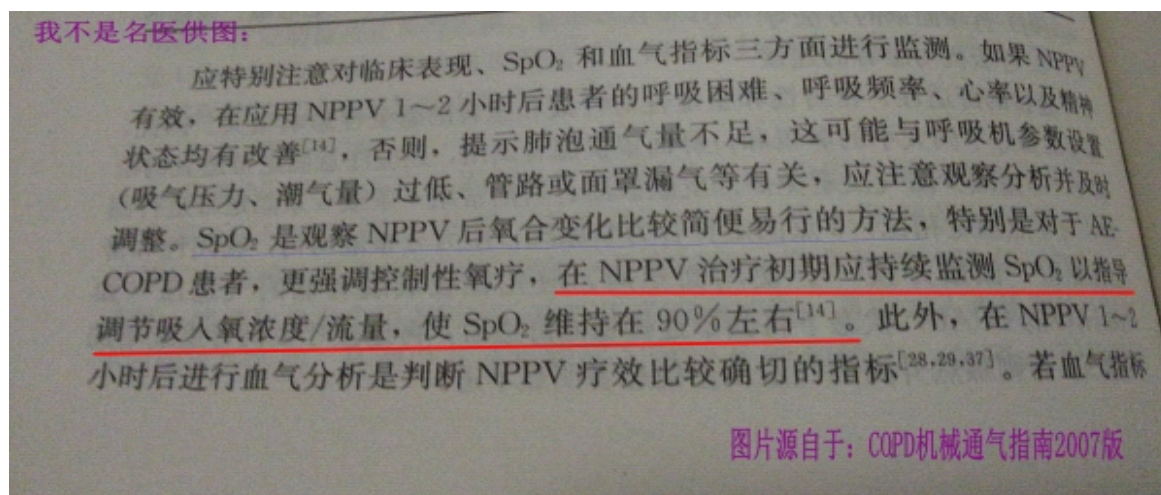 我不是名医供图：
应特别注意对临床表现、SpO₂ 和血气指标三方面进行监测。如果 NPPV
有效，在应用 NPPV 1～2 小时后患者的呼吸困难、呼吸频率、心率以及精神
状态均有改善[14]，否则，提示肺泡通气量不足，这可能与呼吸机参数设置
（吸气压力、潮气量）过低、管路或面罩漏气等有关，应注意观察分析并及时
调整。SpO₂ 是观察 NPPV 后氧合变化比较简便易行的方法，特别是对于 AE-
COPD 患者，更强调控制性氧疗，在 NPPV 治疗初期应持续监测 SpO₂ 以指导
调节吸入氧浓度/流量，使 SpO₂ 维持在 90％左右[14]。此外，在 NPPV 1～2
小时后进行血气分析是判断 NPPV 疗效比较确切的指标[28,29,37]。若血气指标
图片源自于：COPD机械通气指南2007版